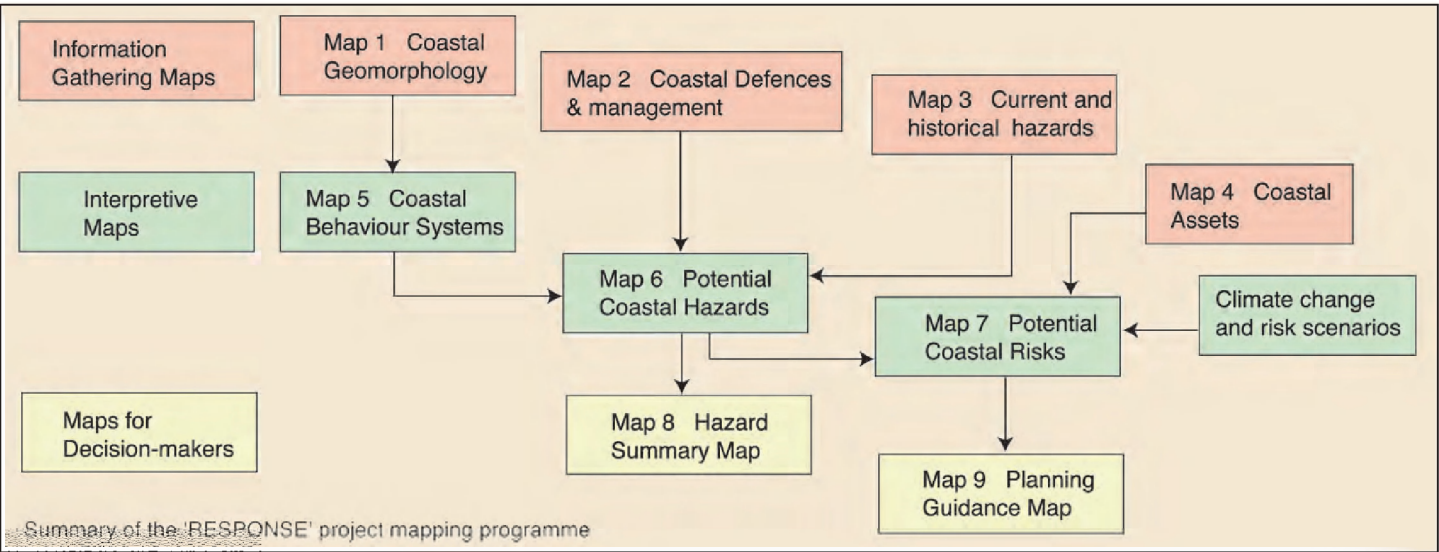 Information
Gathering Maps
Map 1 Coastal
Geomorphology
Map 2 Coastal Defences
& management
Map 3 Current and
historical hazards
Map 4 Coastal
Assets
Interpretive
Maps
Map 5 Coastal
Behaviour Systems
Map 6 Potential
Coastal Hazards
Map 7 Potential
Coastal Risks
Climate change
and risk scenarios
Maps for
Decision-makers
Map 8 Hazard
Summary Map
Map 9 Planning
Guidance Map
Summary of the 'RESPONSE' project mapping programme